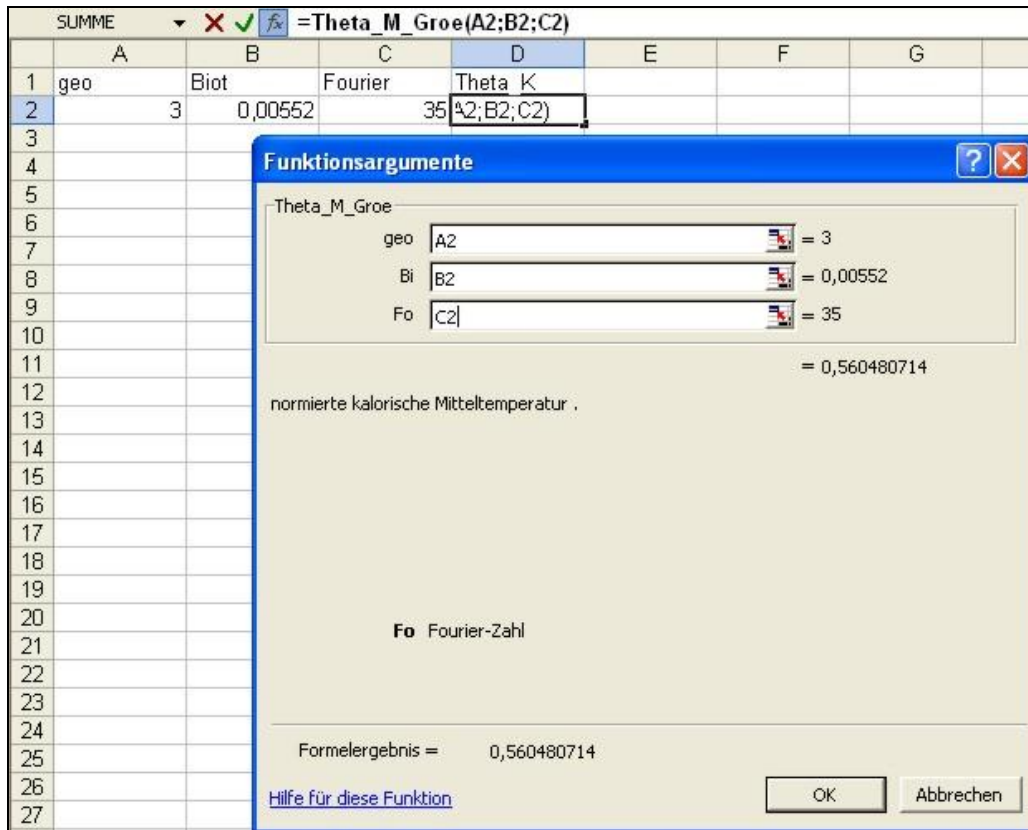 SUMME =Theta_M_Groe(A2;B2;C2)
A B C D E F G
1 geo Biot Fourier Theta_K
2 3 0,00552 35 A2;B2;C2)
3
4 Funktionsargumente
5
6 Theta_M_Groe
7 geo A2 = 3
8 Bi B2 = 0,00552
9 Fo C2 = 35
10
11 = 0,560480714
12
13 normierte kalorische Mitteltemperatur .
14
15
16
17
18
19
20
21 Fo Fourier-Zahl
22
23
24
25 Formelergebnis = 0,560480714
26
27 Hilfe für diese Funktion OK Abbrechen